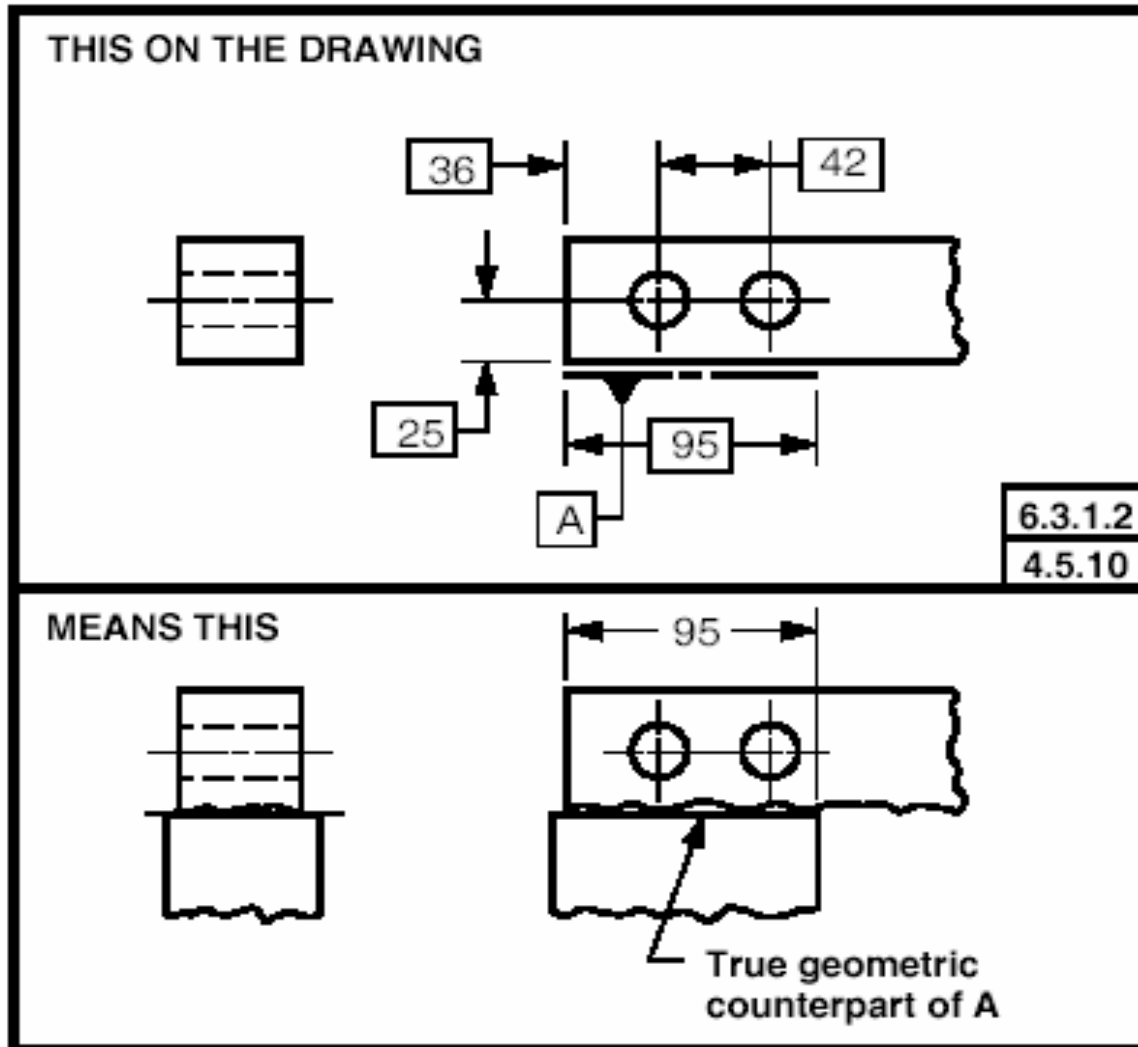 THIS ON THE DRAWING
36
42
25
95
A
6.3.1.2
4.5.10
MEANS THIS
95
True geometric
counterpart of A